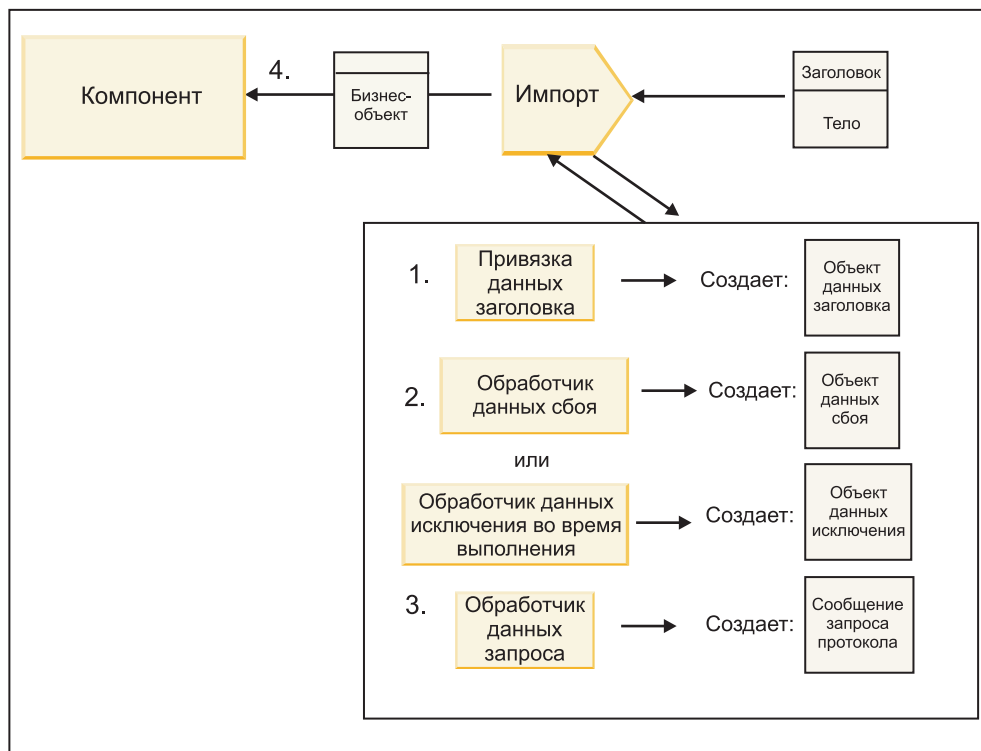 Компонент
4.
Бизнес-
объект
Импорт
Заголовок
Тело
1.
Привязка
данных
заголовка
Создает:
Объект
данных
заголовка
2.
Обработчик
данных сбоя
Создает:
Объект
данных
сбоя
или
Обработчик данных
исключения во время
выполнения
Создает:
Объект
данных
исключения
3.
Обработчик
данных
запроса
Создает:
Сообщение
запроса
протокола